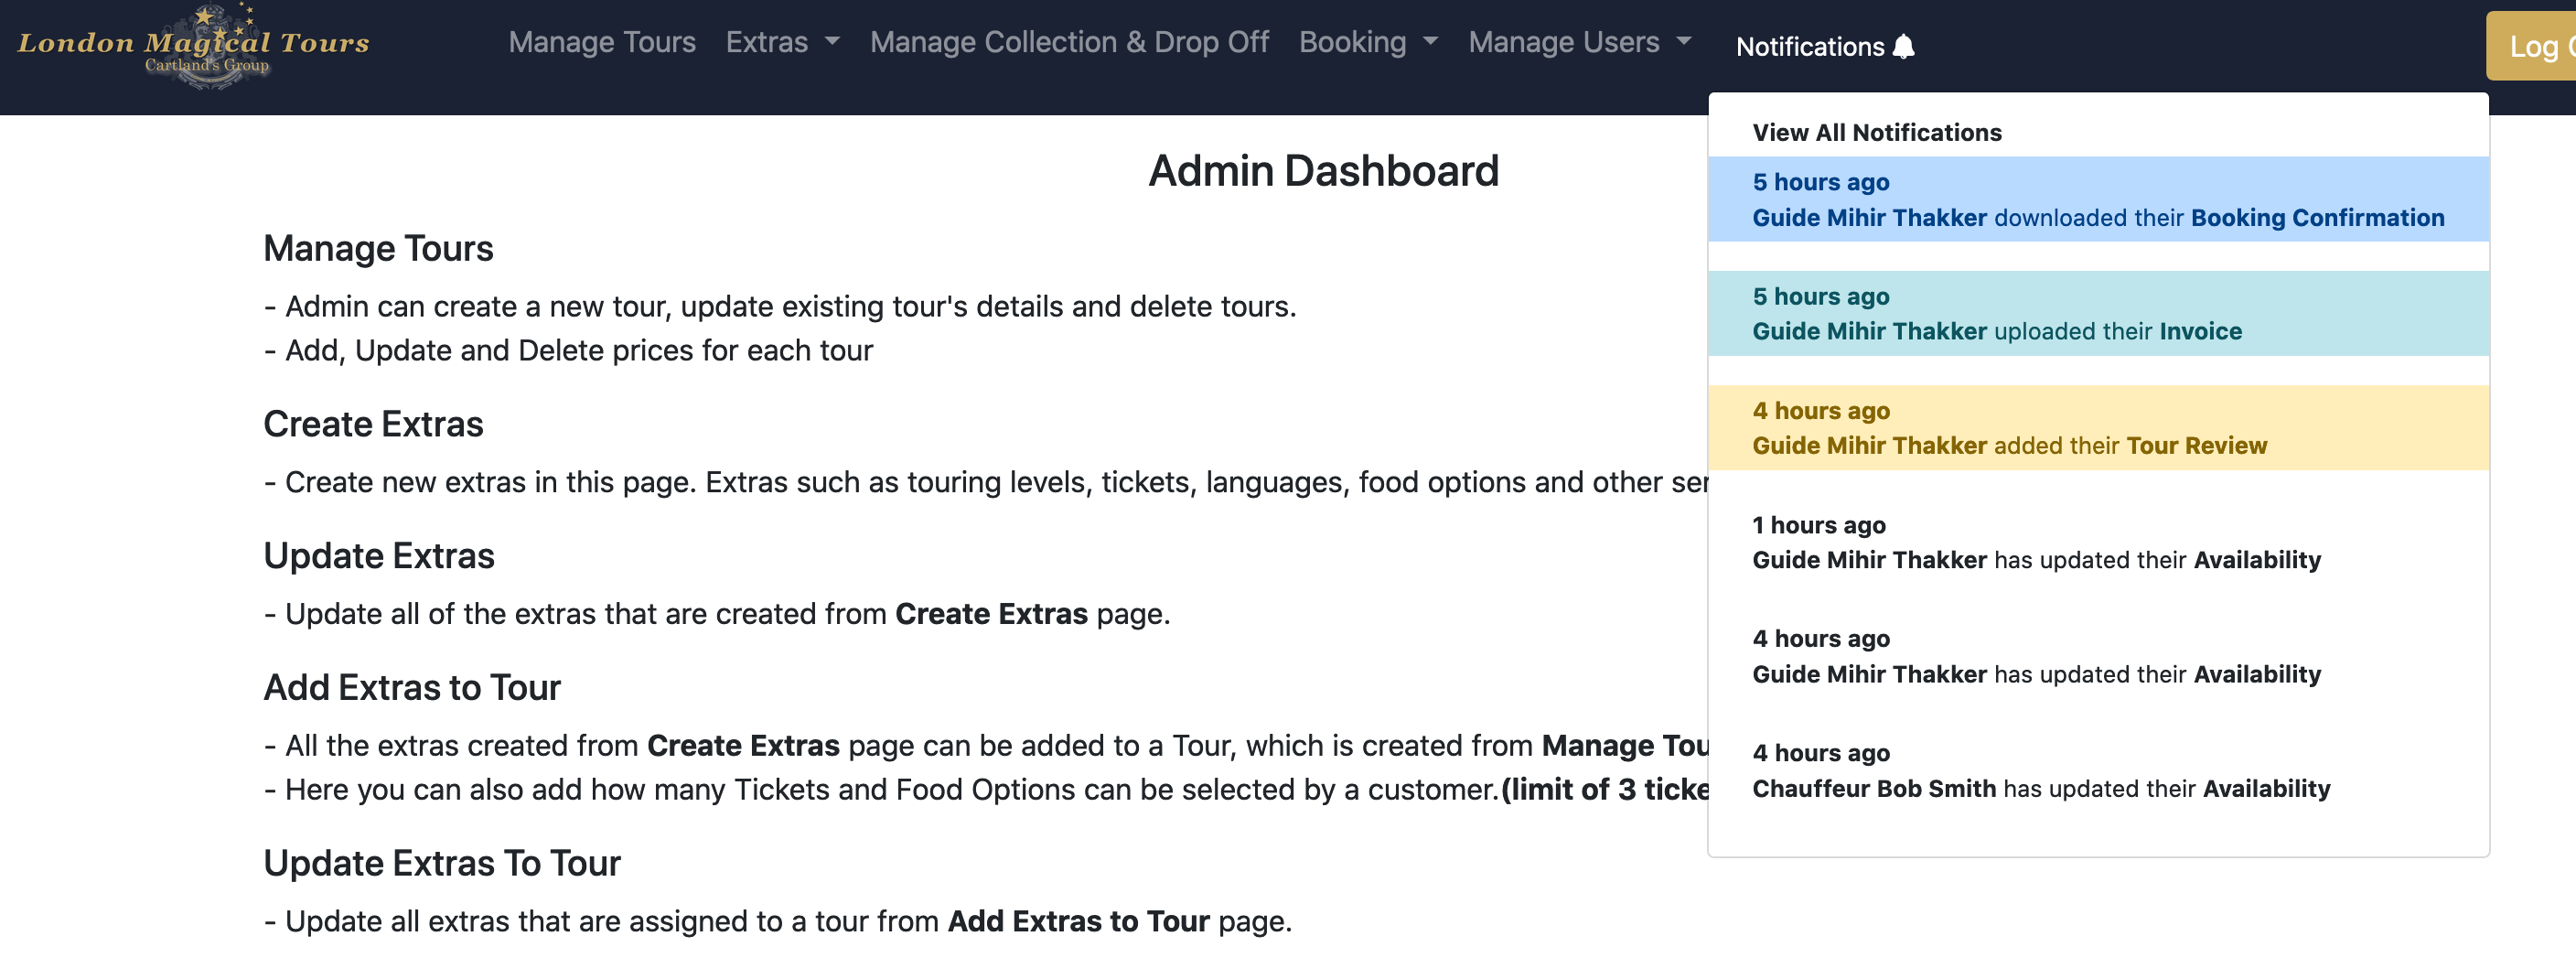 London Magical Tours
Cartland's Group
Manage Tours Extras Manage Collection & Drop Off Booking Manage Users Notifications Log
View All Notifications
5 hours ago
Guide Mihir Thakker downloaded their Booking Confirmation
5 hours ago
Guide Mihir Thakker uploaded their Invoice
4 hours ago
Guide Mihir Thakker added their Tour Review
1 hours ago
Guide Mihir Thakker has updated their Availability
4 hours ago
Guide Mihir Thakker has updated their Availability
4 hours ago
Chauffeur Bob Smith has updated their Availability
Admin Dashboard
Manage Tours
- Admin can create a new tour, update existing tour's details and delete tours.
- Add, Update and Delete prices for each tour
Create Extras
- Create new extras in this page. Extras such as touring levels, tickets, languages, food options and other
Update Extras
- Update all of the extras that are created from Create Extras page.
Add Extras to Tour
- All the extras created from Create Extras page can be added to a Tour, which is created from Manage
- Here you can also add how many Tickets and Food Options can be selected by a customer.(limit of 3
Update Extras To Tour
- Update all extras that are assigned to a tour from Add Extras to Tour page.